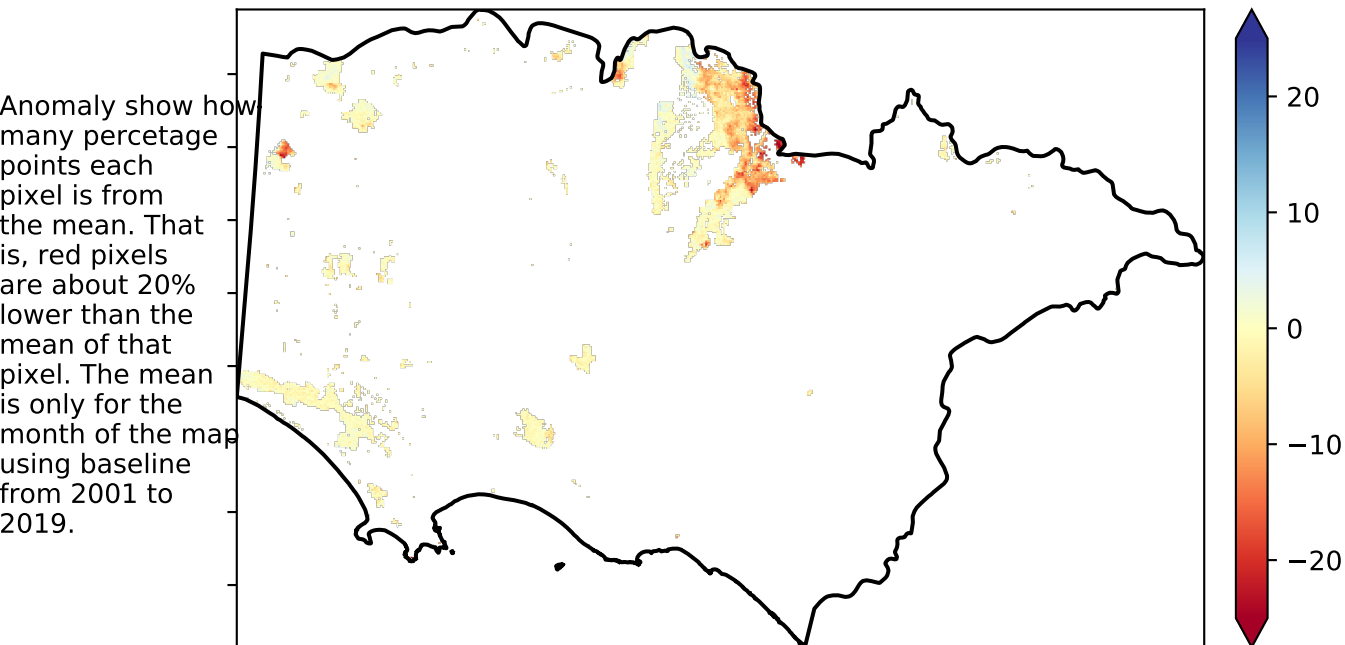 Anomaly show how
many percetage
points each
pixel is from
the mean. That
is, red pixels
are about 20%
lower than the
mean of that
pixel. The mean
is only for the
month of the map
using baseline
from 2001 to
2019.
20
10
0
−10
−20